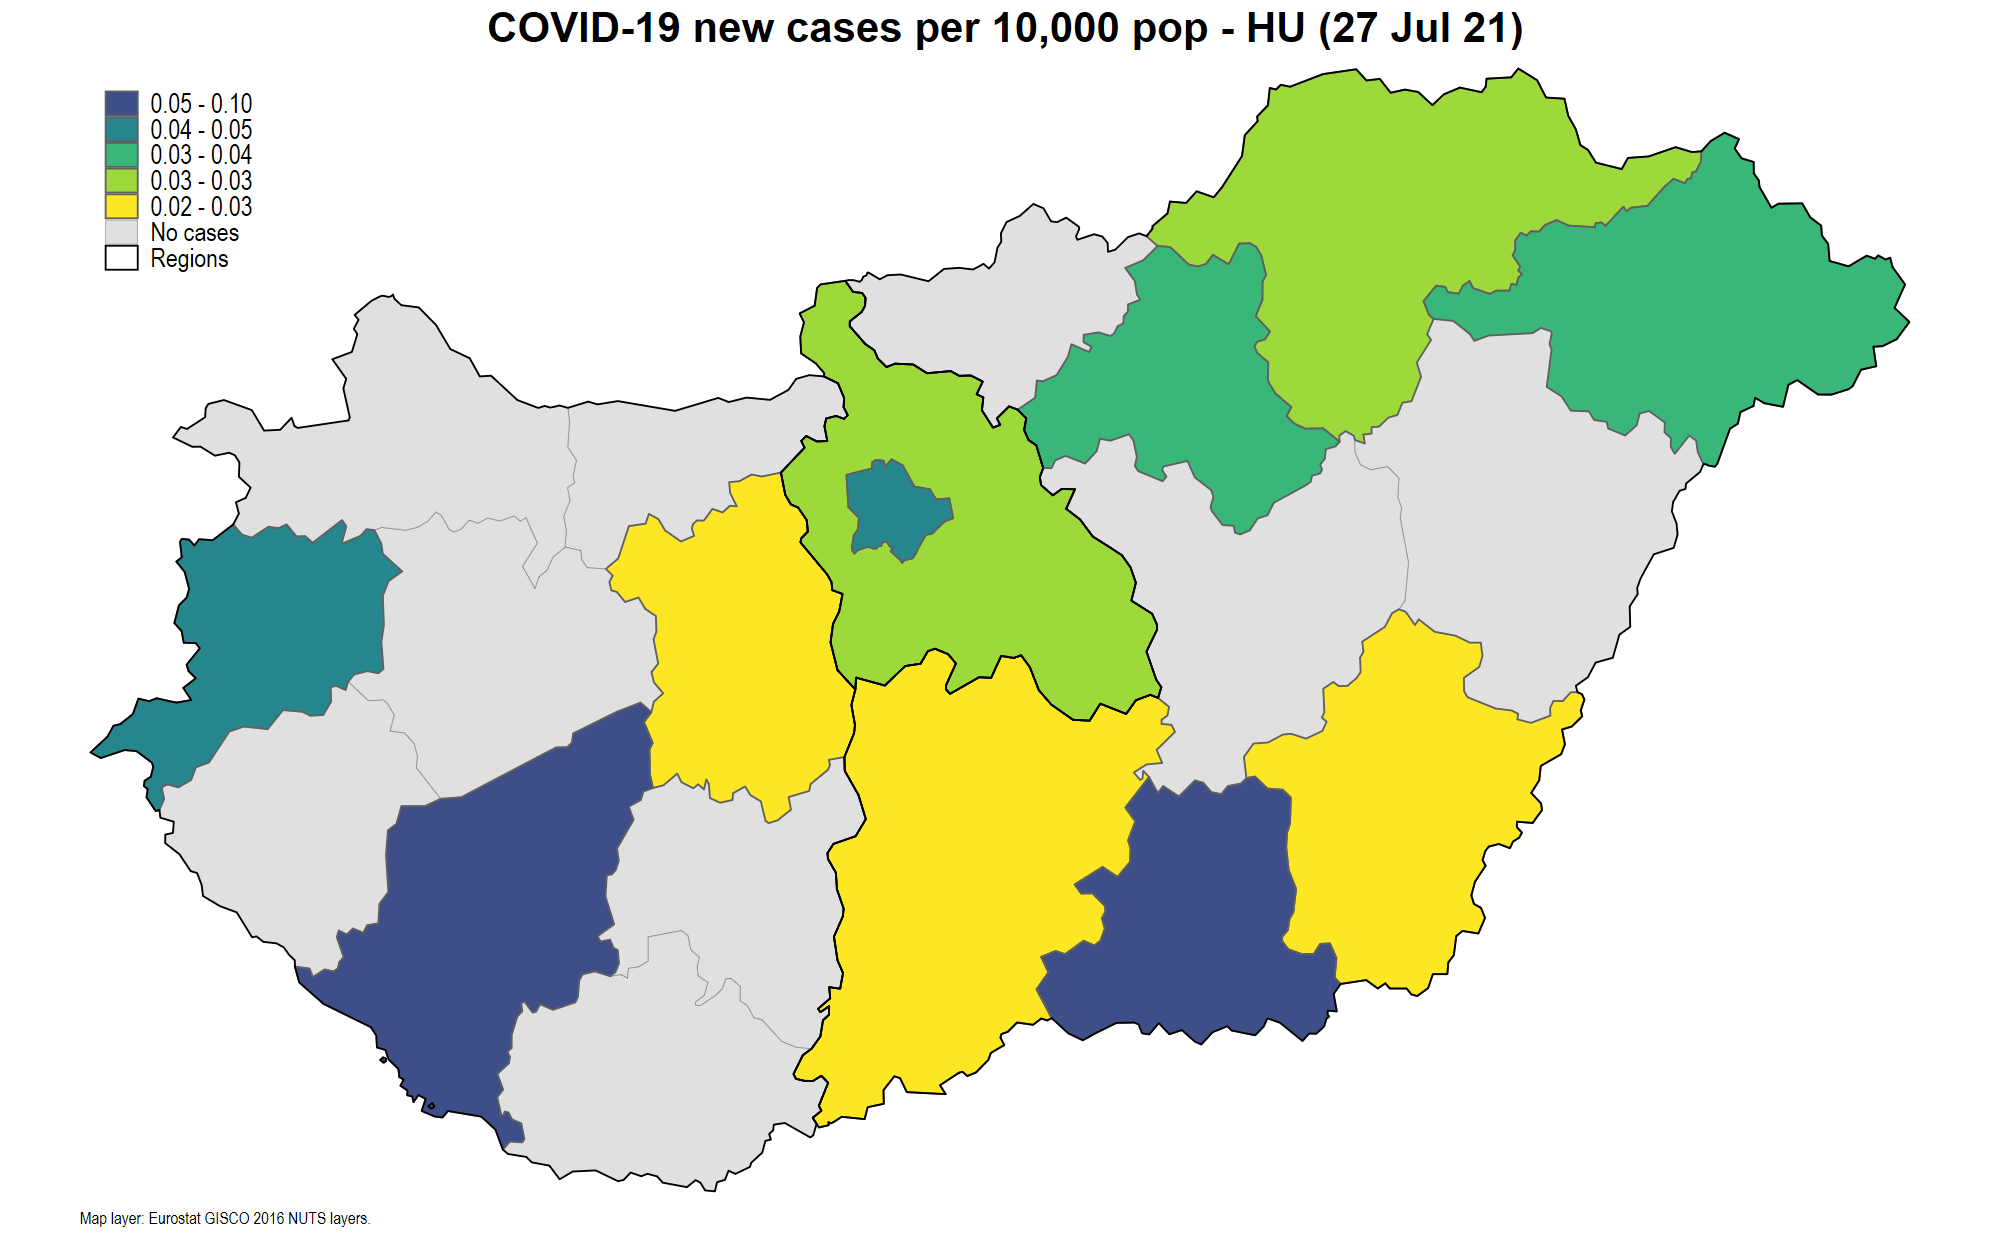 COVID-19 new cases per 10,000 pop - HU (27 Jul 21)
0.05 - 0.10
0.04 - 0.05
0.03 - 0.04
0.03 - 0.03
0.02 - 0.03
No cases
Regions
Map layer: Eurostat GISCO 2016 NUTS layers.